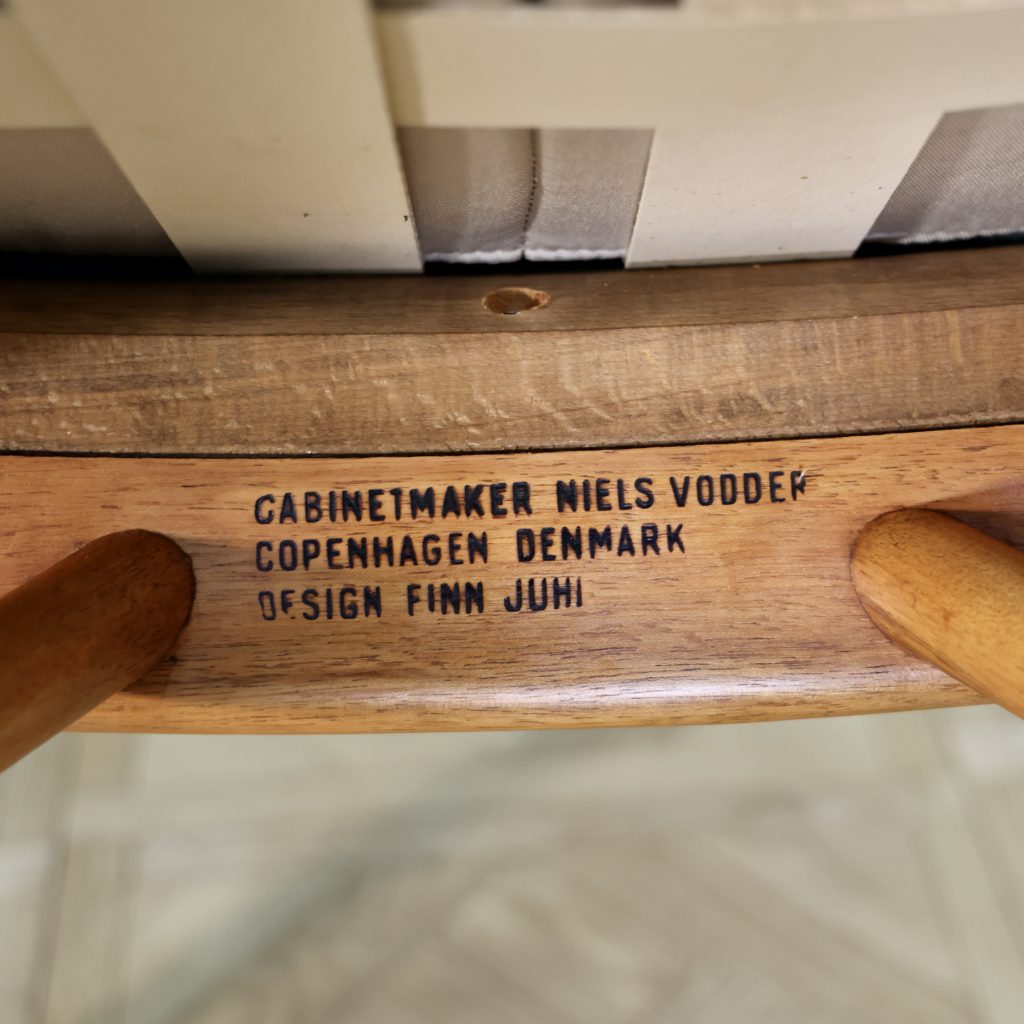 CABINETMAKER NIELS VODDER
COPENHAGEN DENMARK
DESIGN FINN JUHL